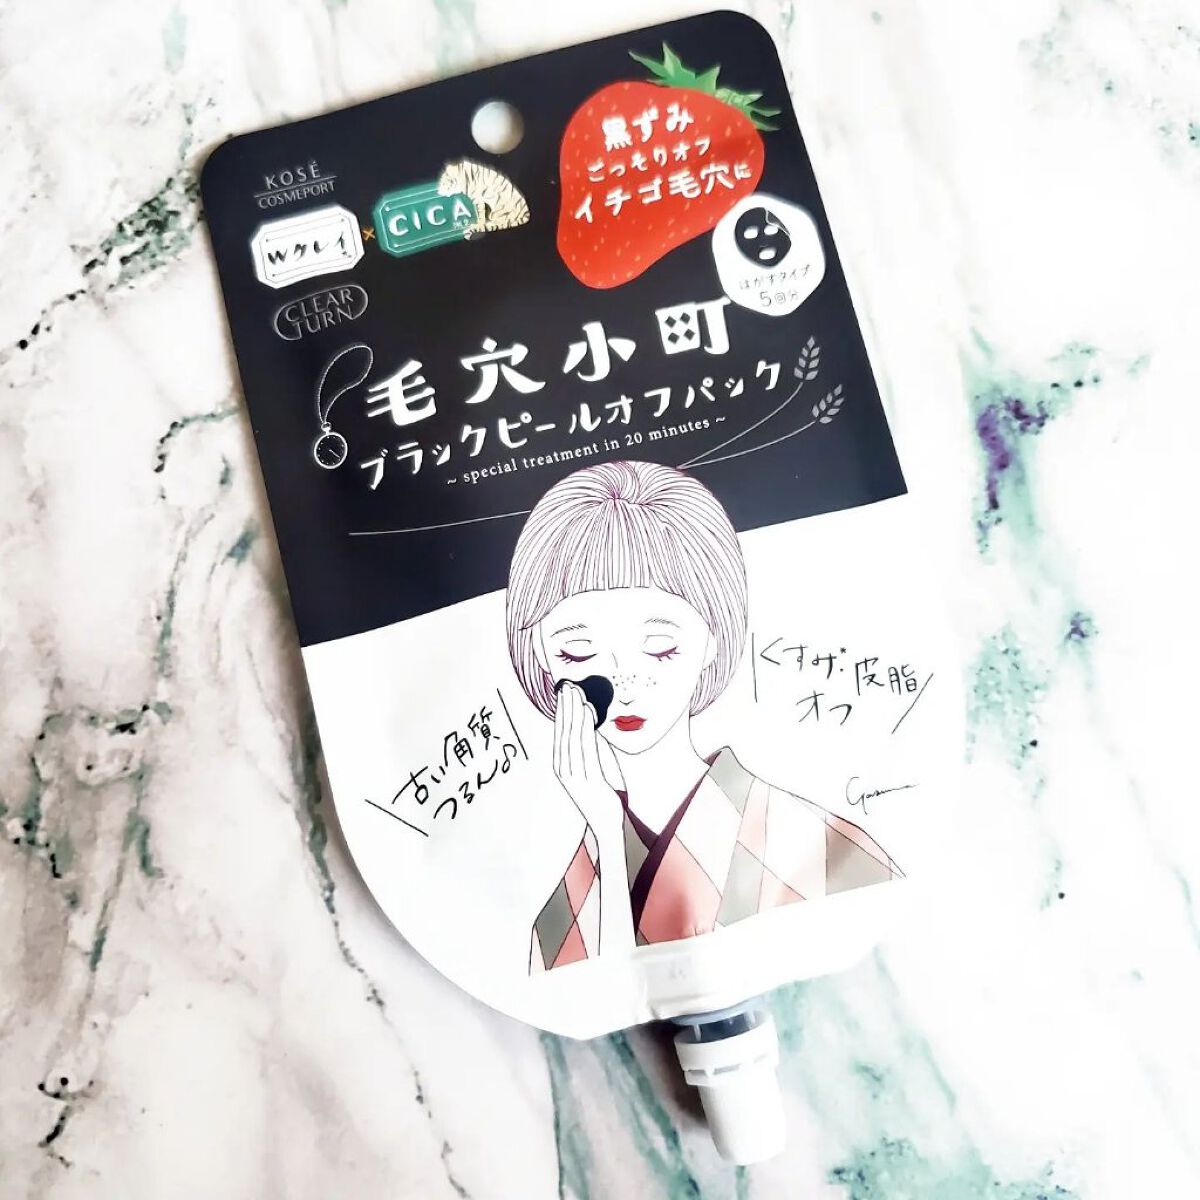 KOSÉ
COSMEPORT
Wクレイ
×
CICA
CLEAR
TURN
黒ずみ
ごっそりオフ
イチゴ毛穴に
はがすタイプ
5回分
毛穴小町
ブラックピールオフパック
~ special treatment in 20 minutes ~
くすみ*
皮脂
オフ
古い角質
つるん♪